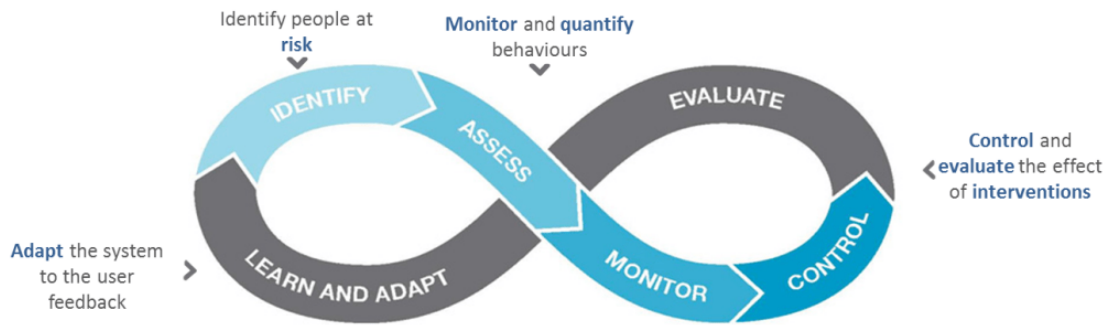 Identify people at
risk
Monitor and quantify
behaviours
IDENTIFY
ASSESS
EVALUATE
Control and
evaluate the effect
of interventions
Adapt the system
to the user
feedback
LEARN AND ADAPT
MONITOR
CONTROL